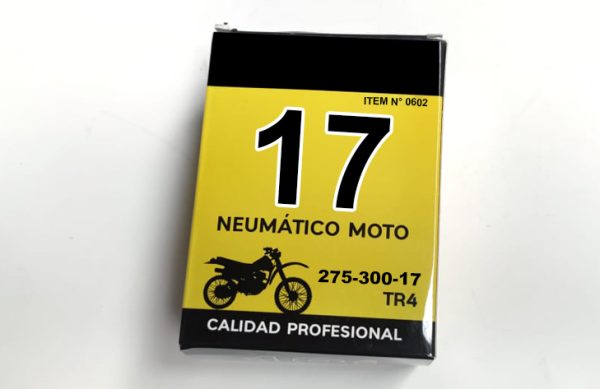 ITEM N° 0602
17
NEUMÁTICO MOTO
275-300-17
TR4
CALIDAD PROFESIONAL